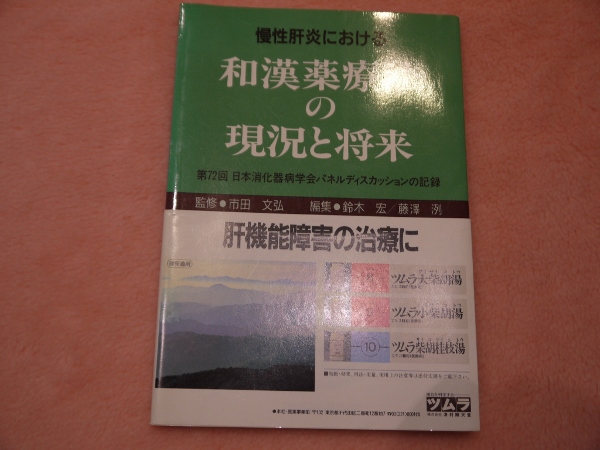 慢性肝炎における
和漢薬療
の
現況と将来
第72回 日本消化器病学会パネルディスカッションの記録
監修●市田 文弘 編集●鈴木 宏/藤澤 洌
肝機能障害の治療に
ツムラ大柴胡湯
ツムラ小柴胡湯
10
ツムラ柴胡桂枝湯
ツムラ